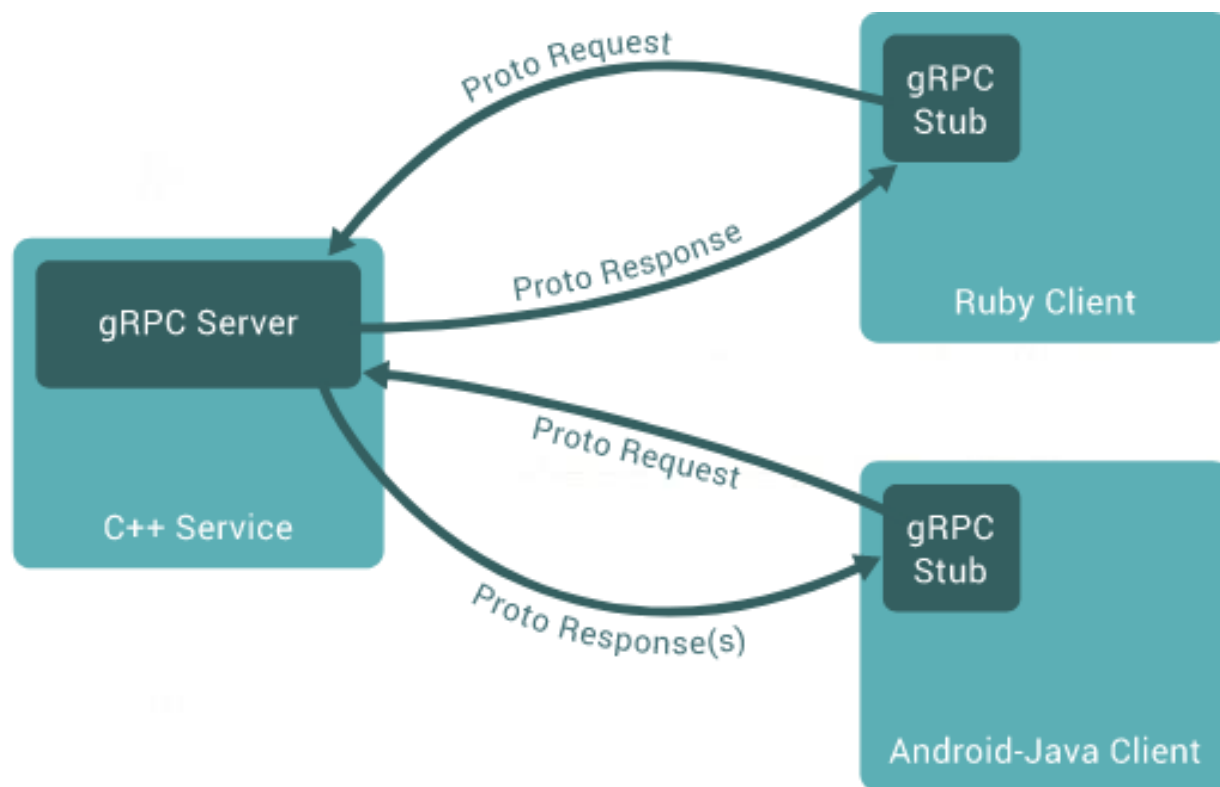 Proto Request
gRPC
Stub
Proto Response
Ruby Client
gRPC Server
C++ Service
Proto Request
gRPC
Stub
Proto Response(s)
Android-Java Client